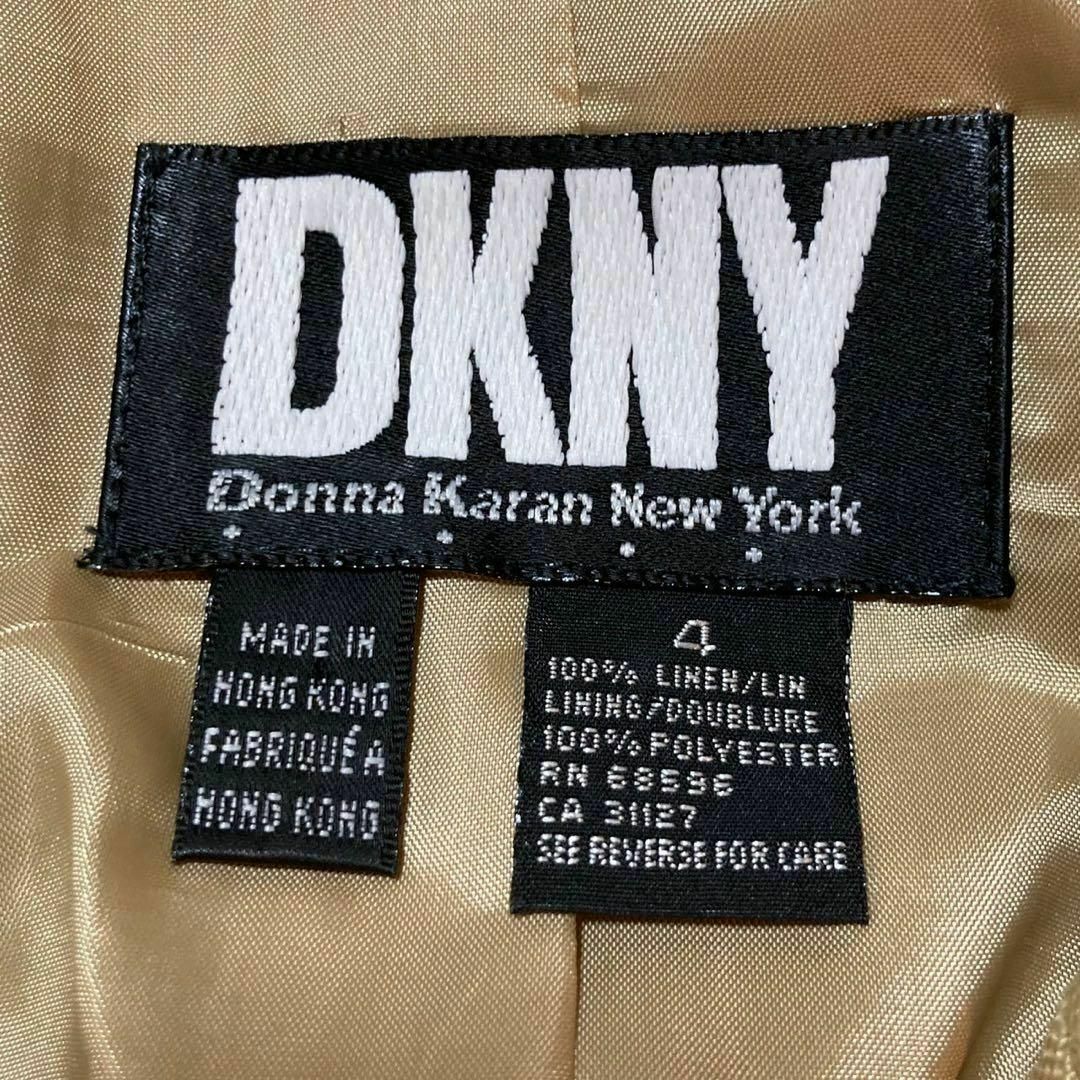 DKNY
Donna Karan New York
MADE IN
HONG KONG
FABRIQUÉ A
HONG KONG
4
100% LINEN/LIN
LINING/DOUBLURE
100% POLYESTER
RN 68596
CA 31127
SEE REVERSE FOR CARE